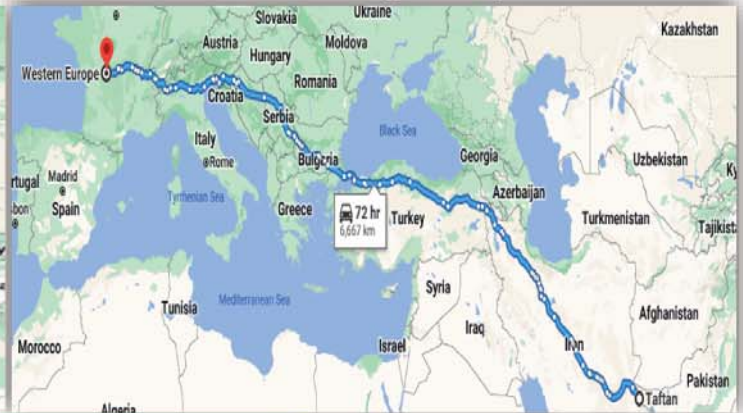 Slovakia
Ukraine
Kazakhstan
Austria
Moldova
Hungary
Western Europe
Romania
Croatia
Serbia
Italy
Black Sea
Rome
Bulgaria
Georgia
Uzbekistan
Madrid
Azerbaijan
Spain
Tyrrhenian Sea
Greece
72 hr
6,667 km
Turkey
Turkmenistan
Tajikist
Syria
Tunisia
Mediterranean Sea
Afghanistan
Iraq
Iran
Morocco
Israel
Pakistan
Taftan
Algeria